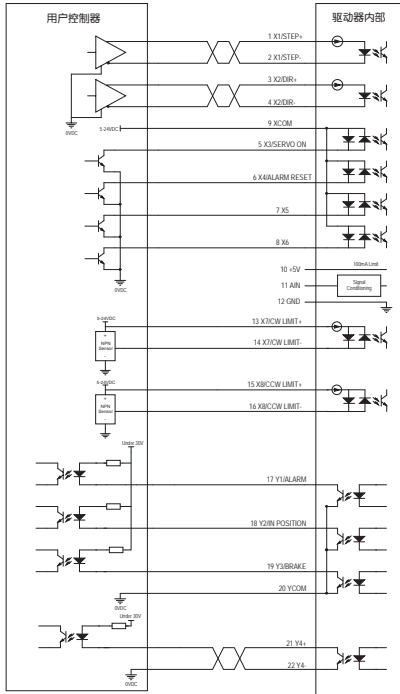 用户控制器
驱动器内部
1 X1/STEP+
2 X1/STEP-
3 X2/DIR+
4 X2/DIR-
0VDC
5-24VDC
9 XCOM
5 X3/SERVO ON
6 X4/ALARM RESET
7 X5
8 X6
0VDC
100mA Limit
10 +5V
11 AIN
Signal
Conditioning
12 GND
5-24VDC
13 X7/CW LIMIT+
+
NPN
Sensor
-
14 X7/CW LIMIT-
0VDC
5-24VDC
15 X8/CCW LIMIT+
+
NPN
Sensor
-
16 X8/CCW LIMIT-
0VDC
Under 30V
17 Y1/ALARM
18 Y2/IN POSITION
19 Y3/BRAKE
20 YCOM
0VDC
Under 30V
21 Y4+
22 Y4-
0VDC